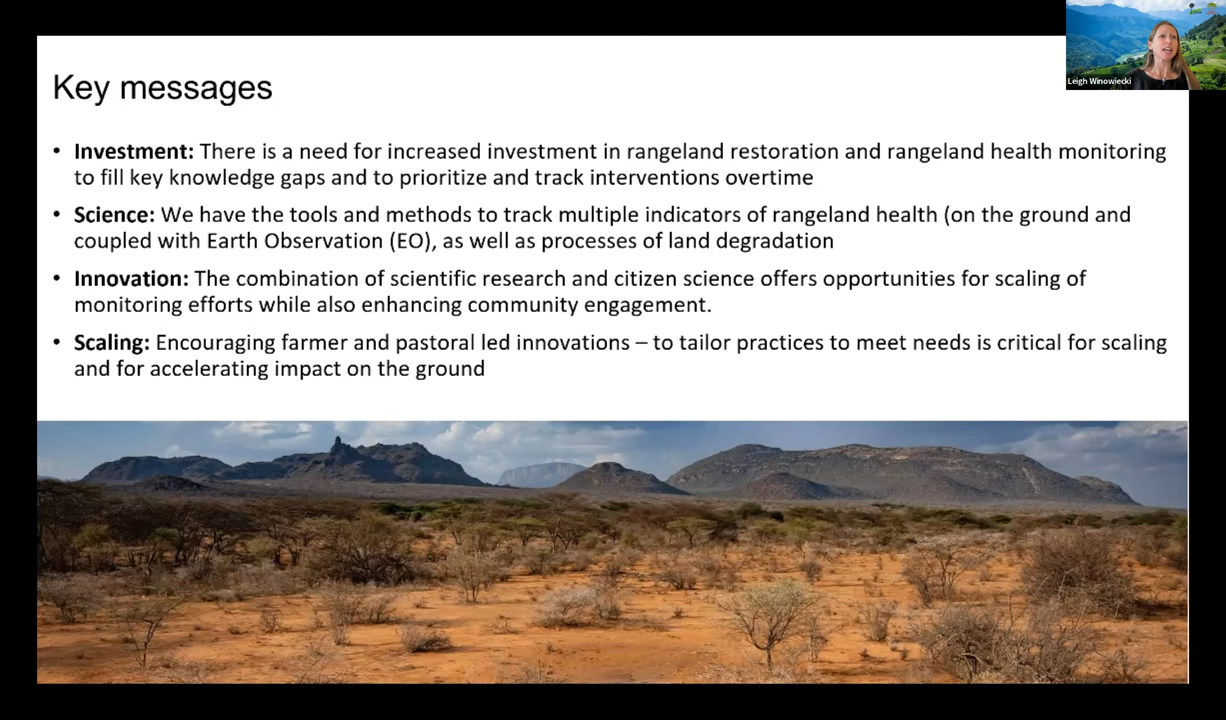 Leigh Winowiecki
Key messages
• Investment: There is a need for increased investment in rangeland restoration and rangeland health monitoring
to fill key knowledge gaps and to prioritize and track interventions overtime
• Science: We have the tools and methods to track multiple indicators of rangeland health (on the ground and
coupled with Earth Observation (EO), as well as processes of land degradation
• Innovation: The combination of scientific research and citizen science offers opportunities for scaling of
monitoring efforts while also enhancing community engagement.
• Scaling: Encouraging farmer and pastoral led innovations – to tailor practices to meet needs is critical for scaling
and for accelerating impact on the ground